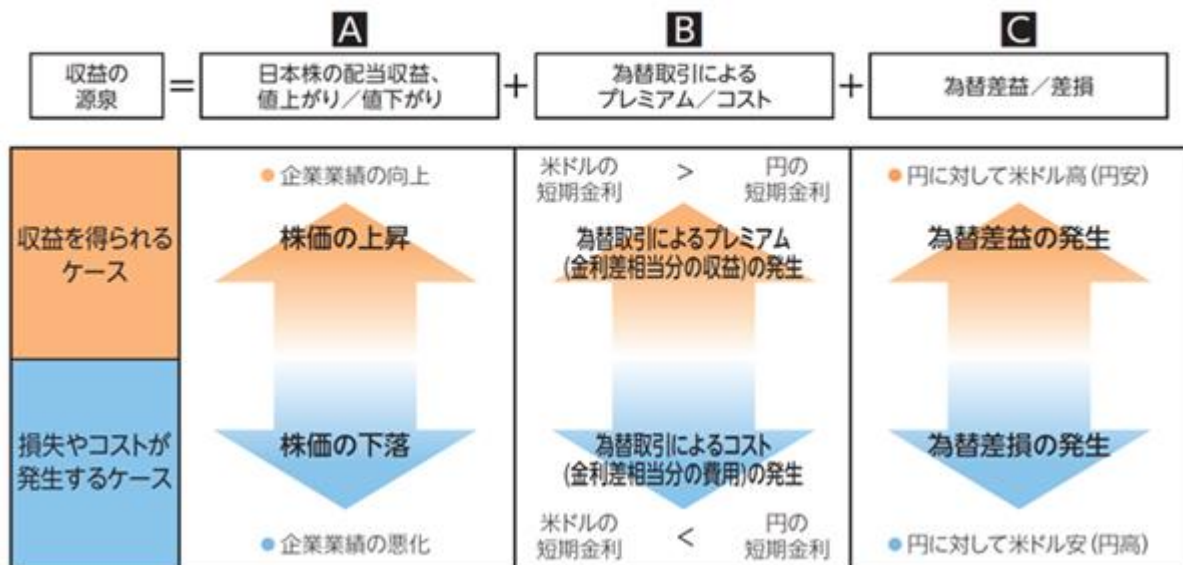 A
B
C
収益の
源泉
=
日本株の配当収益、
値上がり/値下がり
+
為替取引による
プレミアム/コスト
+
為替差益/差損
収益を得られる
ケース
●企業業績の向上
株価の上昇
米ドルの
短期金利
>
円の
短期金利
為替取引によるプレミアム
(金利差相当分の収益)の発生
●円に対して米ドル高(円安)
為替差益の発生
損失やコストが
発生するケース
株価の下落
●企業業績の悪化
為替取引によるコスト
(金利差相当分の費用)の発生
米ドルの
短期金利
<
円の
短期金利
為替差損の発生
●円に対して米ドル安(円高)